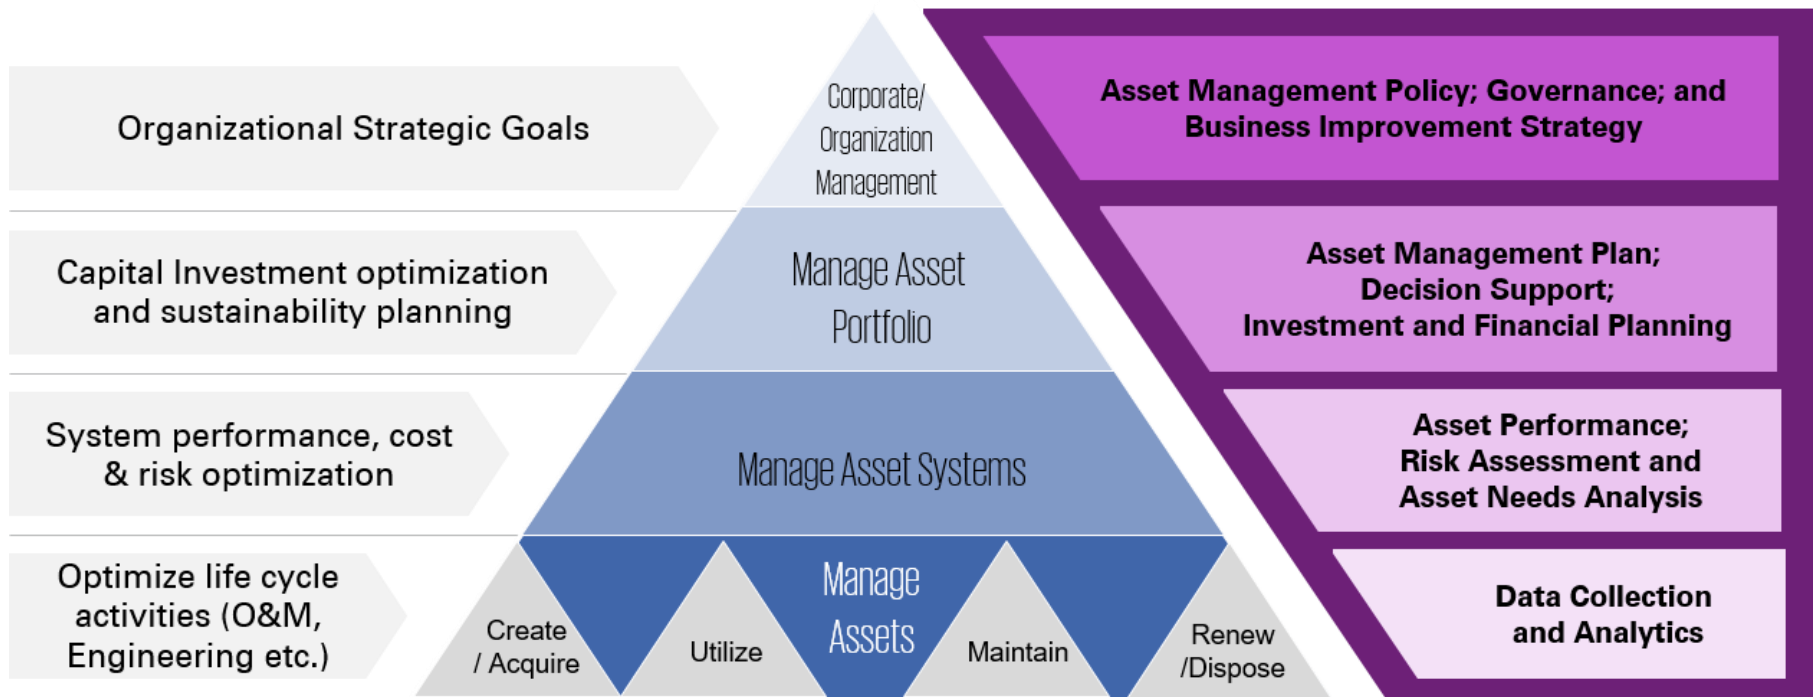 Organizational Strategic Goals
Corporate/
Organization
Management
Asset Management Policy; Governance; and
Business Improvement Strategy
Capital Investment optimization
and sustainability planning
Manage Asset
Portfolio
Asset Management Plan;
Decision Support;
Investment and Financial Planning
System performance, cost
& risk optimization
Manage Asset Systems
Asset Performance;
Risk Assessment and
Asset Needs Analysis
Optimize life cycle
activities (O&M,
Engineering etc.)
Create
/ Acquire
Utilize
Manage
Assets
Maintain
Renew
/Dispose
Data Collection
and Analytics